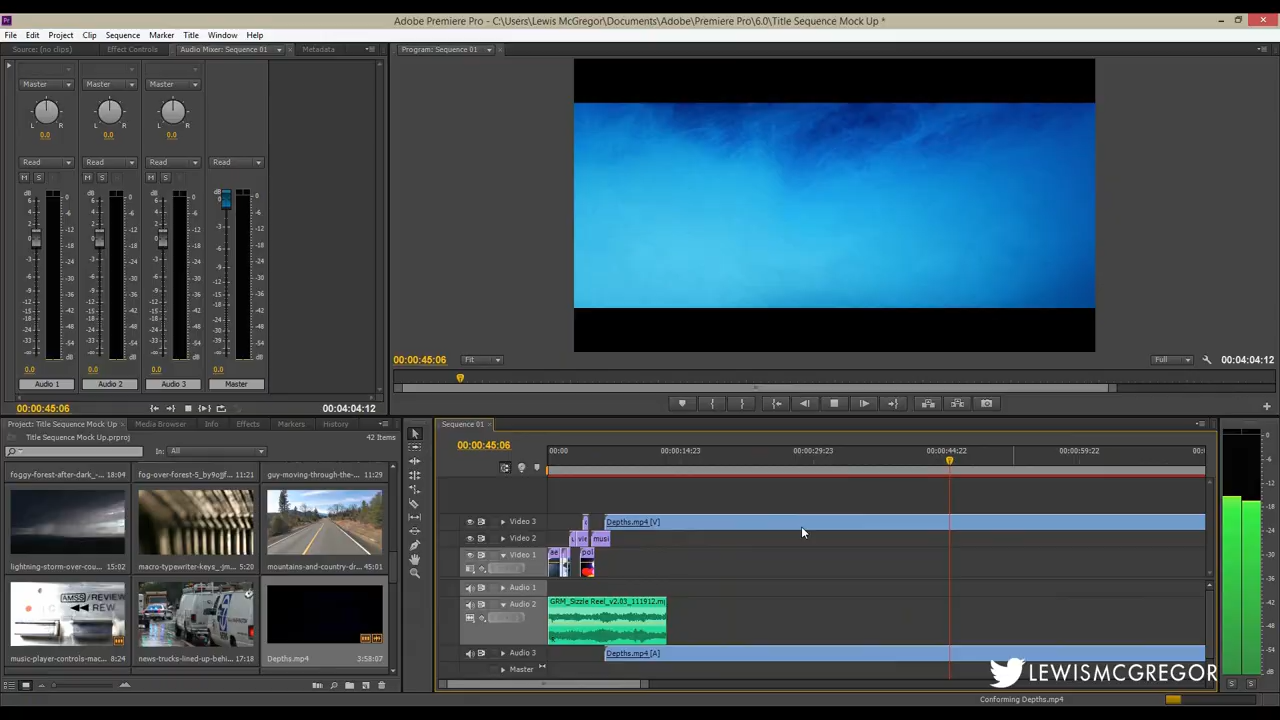 Adobe Premiere Pro - C:\Users\Lewis McGregor\Documents\Adobe\Premiere Pro\6.0\Title Sequence Mock Up *
File Edit Project Clip Sequence Marker Title Window Help
Source: (no clips) Effect Controls Audio Mixer: Sequence 01 Metadata
Program: Sequence 01
Master Master Master
L R L R L R
0.0 0.0 0.0
Read Read Read Read
M S M S M S
0.0 0.0 0.0 0.0
Audio 1 Audio 2 Audio 3 Master
00:00:45:06 00:04:04:12
00:00:45:06 Fit Full 00:04:04:12
Project: Title Sequence Mock Up Media Browser Info Effects Markers History
Title Sequence Mock Up.prproj 42 Items
In: All
foggy-forest-after-dark_-... 18:04 fog-over-forest-5_by9ojjf-... 11:21 guy-moving-through-the-... 11:29
lightning-storm-over-cou... 21:01 macro-typewriter-keys_-jm... 5:20 mountains-and-country-dr... 45:01
music-player-controls-mac... 8:24 news-trucks-lined-up-behi... 17:18 Depths.mp4 3:58:07
Sequence 01
00:00:45:06
00:00 00:00:14:23 00:00:29:23 00:00:44:22 00:00:59:22
Video 3 Depths.mp4 [V]
Video 2 vie musi
Video 1 pol
Audio 1
Audio 2 GRM_Sizzle Reel_v2.03_111912.m
Audio 3 Depths.mp4 [A]
Master
LEWISMCGREGOR
Conforming Depths.mp4